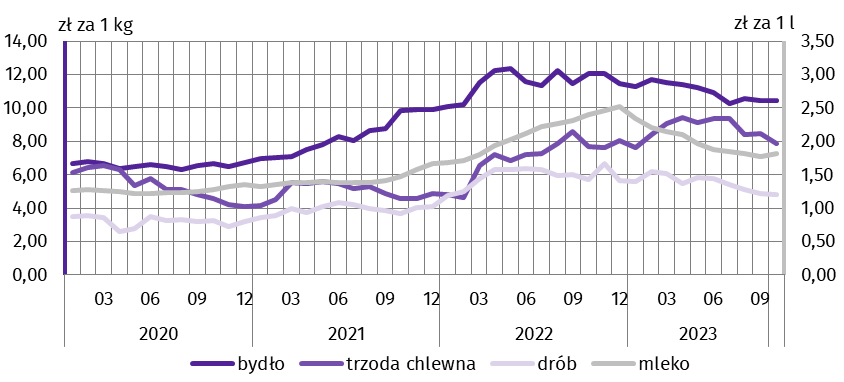 zł za 1 kg zł za 1 l
14,00 3,50
12,00 3,00
10,00 2,50
8,00 2,00
6,00 1,50
4,00 1,00
2,00 0,50
0,00 0,00
03 06 09 12 03 06 09 12 03 06 09 12 03 06 09
2020 2021 2022 2023
bydło trzoda chlewna drób mleko